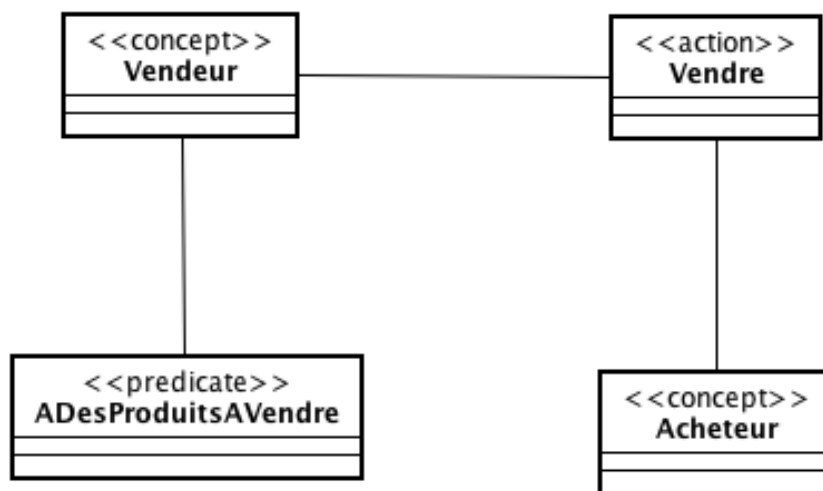 <<concept>>
Vendeur
<<action>>
Vendre
<<predicate>>
ADesProduitsAVendre
<<concept>>
Acheteur